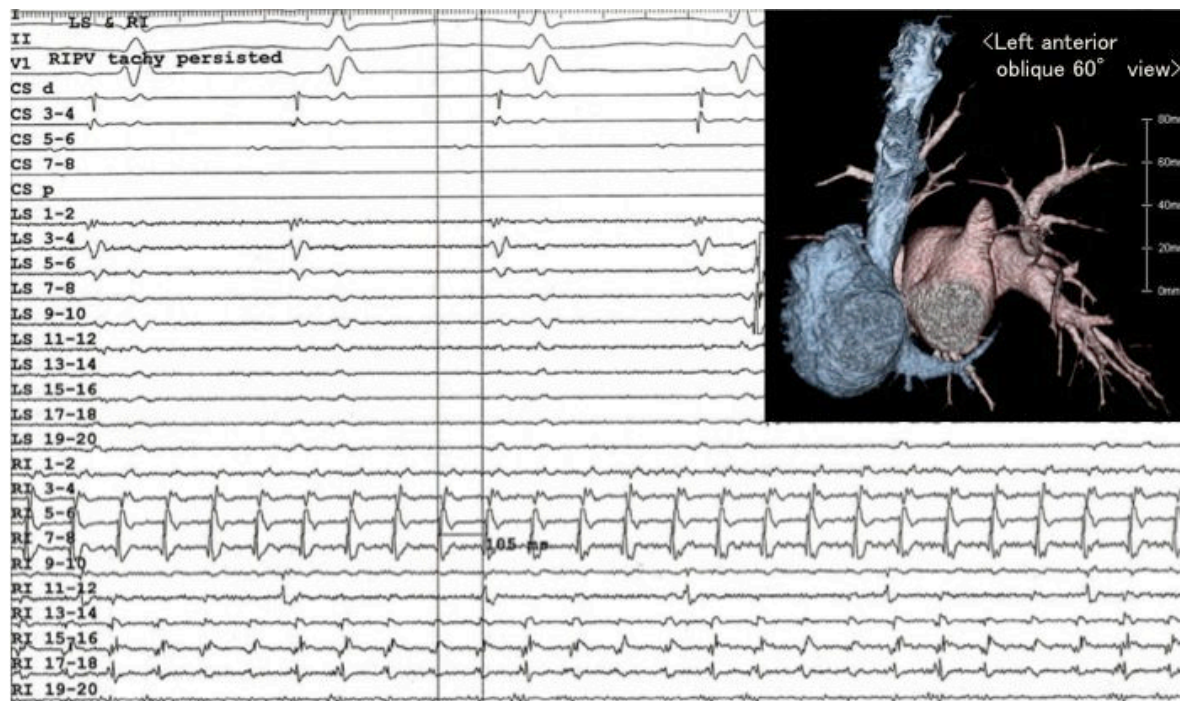 I
LS & RI
II
V1
RIPV tachy persisted
CS d
CS 3-4
CS 5-6
CS 7-8
CS p
LS 1-2
LS 3-4
LS 5-6
LS 7-8
LS 9-10
LS 11-12
LS 13-14
LS 15-16
LS 17-18
LS 19-20
RI 1-2
RI 3-4
RI 5-6
RI 7-8
105 ms
RI 9-10
RI 11-12
RI 13-14
RI 15-16
RI 17-18
RI 19-20
<Left anterior
oblique 60° view>
80mm
60mm
40mm
20mm
0mm